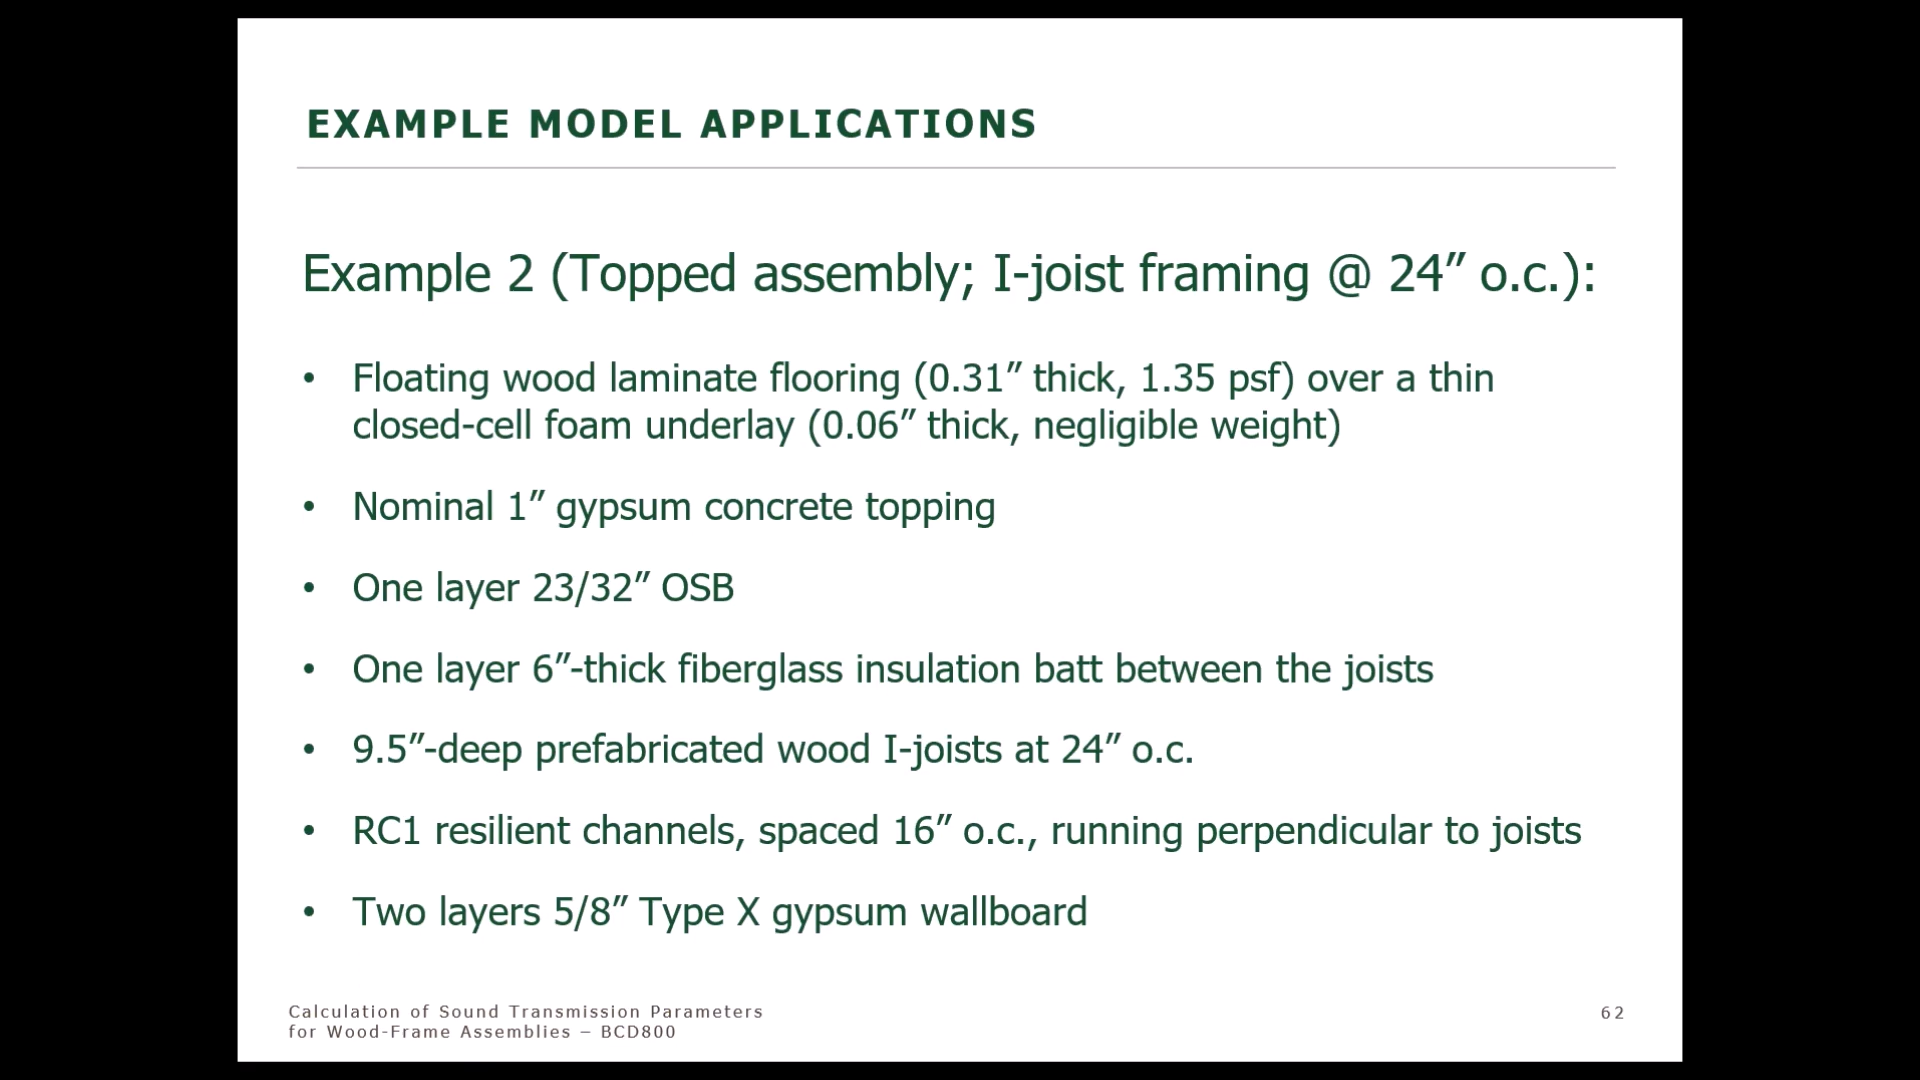 EXAMPLE MODEL APPLICATIONS
Example 2 (Topped assembly; I-joist framing @ 24” o.c.):
• Floating wood laminate flooring (0.31” thick, 1.35 psf) over a thin
closed-cell foam underlay (0.06” thick, negligible weight)
• Nominal 1” gypsum concrete topping
• One layer 23/32” OSB
• One layer 6”-thick fiberglass insulation batt between the joists
• 9.5”-deep prefabricated wood I-joists at 24” o.c.
• RC1 resilient channels, spaced 16” o.c., running perpendicular to joists
• Two layers 5/8” Type X gypsum wallboard
Calculation of Sound Transmission Parameters
for Wood-Frame Assemblies – BCD800
62